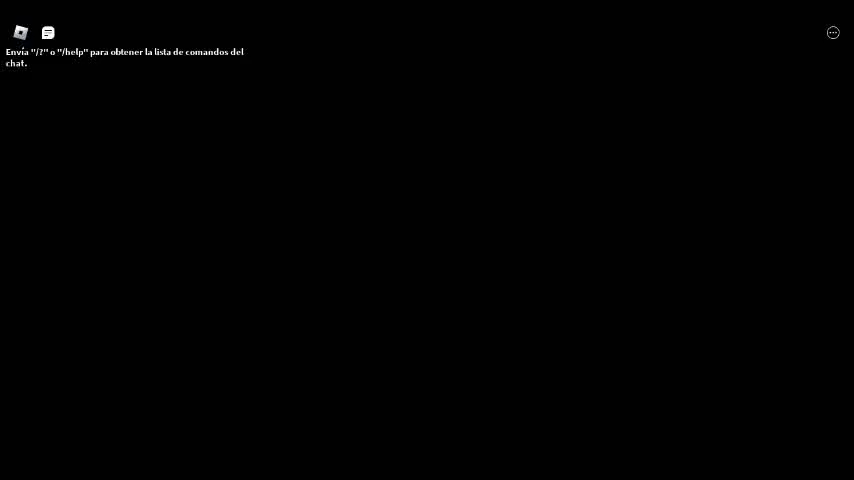 Envía "/?" o "/help" para obtener la lista de comandos del
chat.